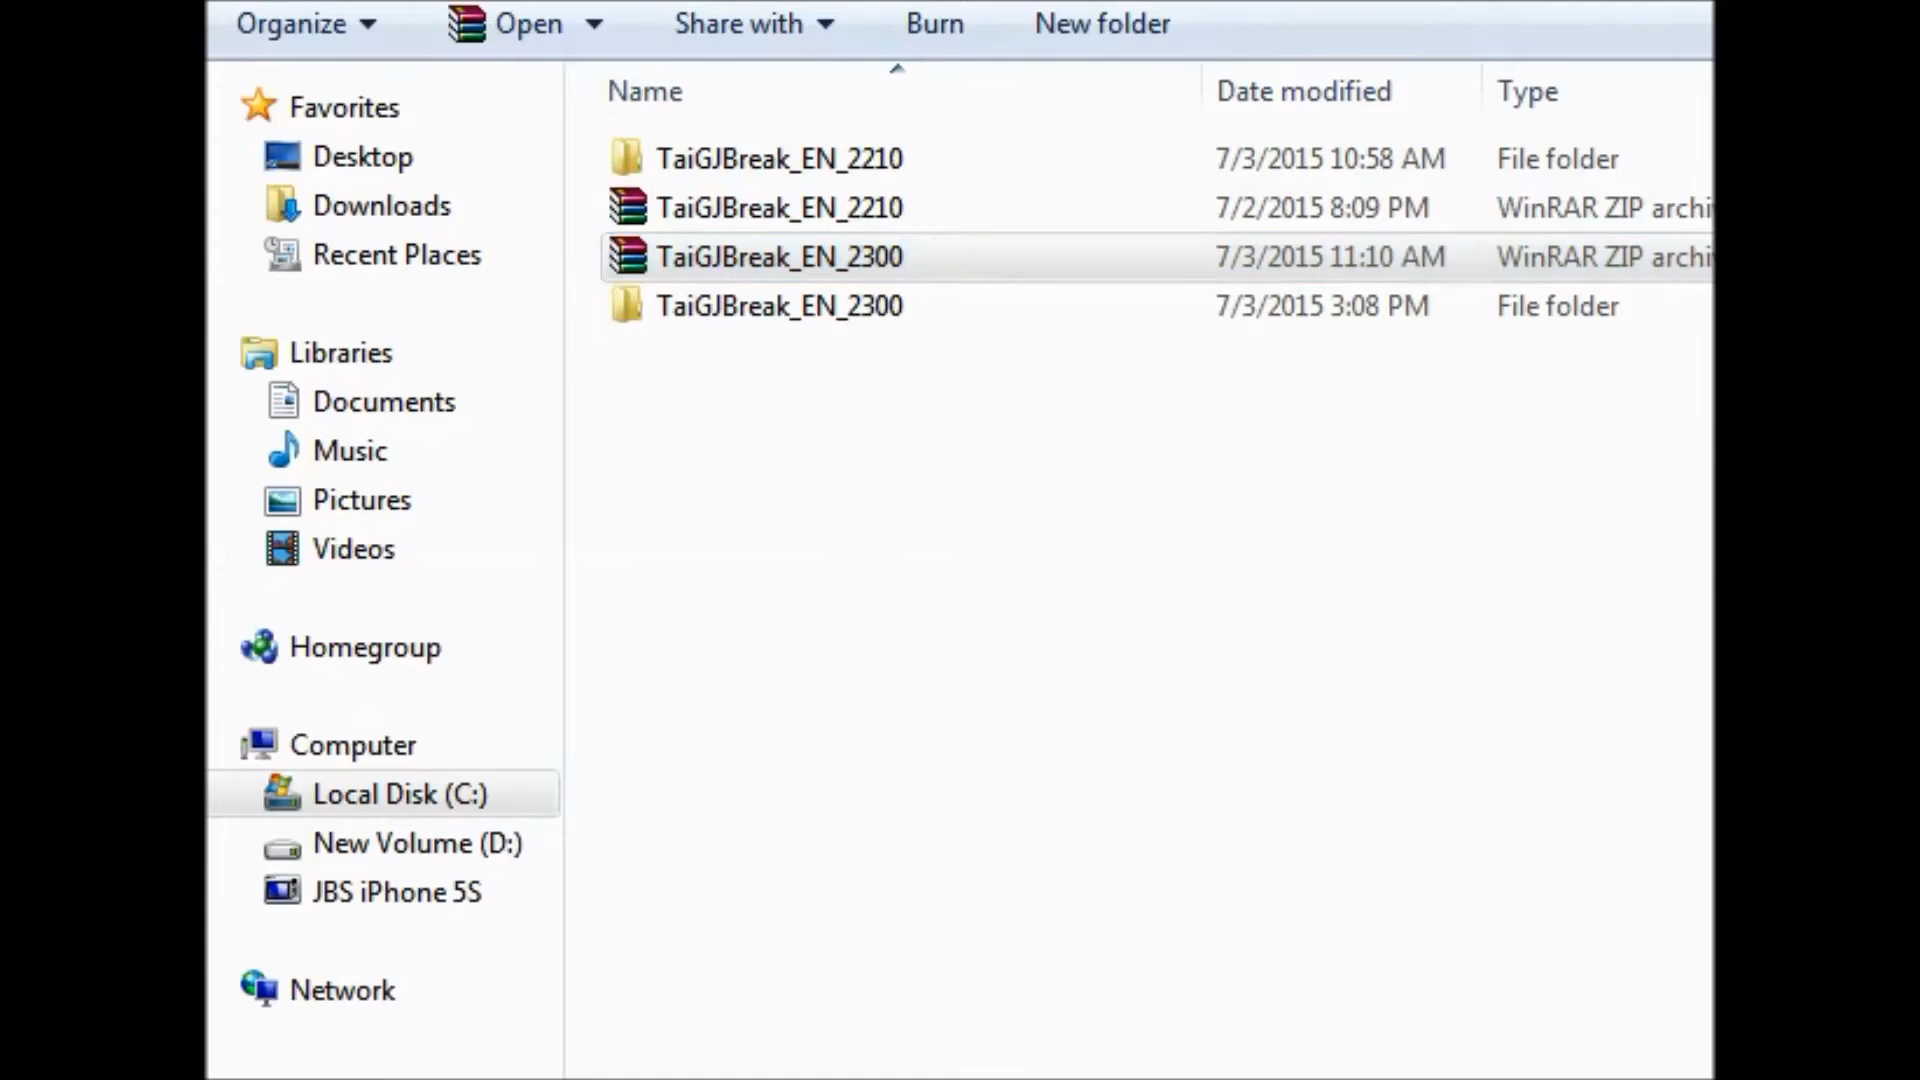 Organize Open Share with Burn New folder
Name Date modified Type
TaiGJBreak_EN_2210 7/3/2015 10:58 AM File folder
TaiGJBreak_EN_2210 7/2/2015 8:09 PM WinRAR ZIP archi
TaiGJBreak_EN_2300 7/3/2015 11:10 AM WinRAR ZIP archi
TaiGJBreak_EN_2300 7/3/2015 3:08 PM File folder
Favorites
Desktop
Downloads
Recent Places
Libraries
Documents
Music
Pictures
Videos
Homegroup
Computer
Local Disk (C:)
New Volume (D:)
JBS iPhone 5S
Network